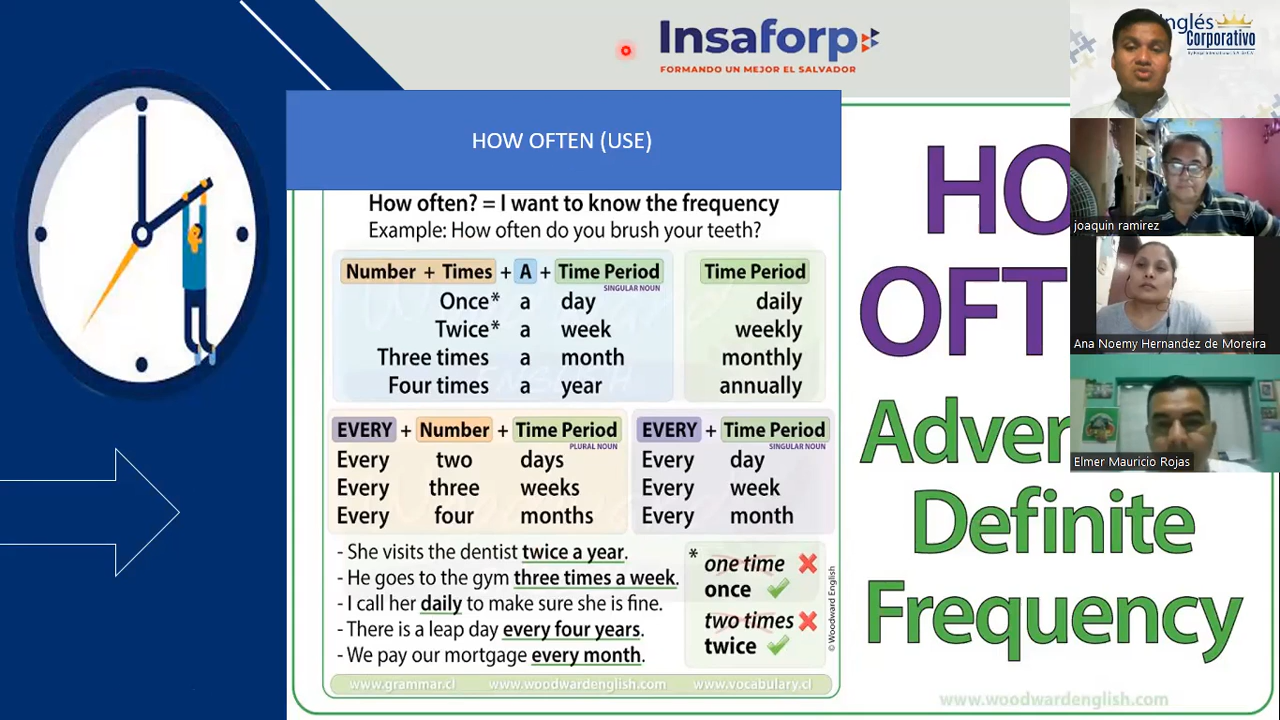 Insaforp
FORMANDO UN MEJOR EL SALVADOR
Inglés
Corporativo
HOW OFTEN (USE)
How often? = I want to know the frequency
Example: How often do you brush your teeth?
Number + Times + A + Time Period
SINGULAR NOUN
Once* a day
Twice* a week
Three times a month
Four times a year
Time Period
daily
weekly
monthly
annually
EVERY + Number + Time Period
PLURAL NOUN
Every two days
Every three weeks
Every four months
EVERY + Time Period
SINGULAR NOUN
Every day
Every week
Every month
- She visits the dentist twice a year.
- He goes to the gym three times a week.
- I call her daily to make sure she is fine.
- There is a leap day every four years.
- We pay our mortgage every month.
* one time
once
two times
twice
© Woodward English
www.grammar.cl www.woodwardenglish.com www.vocabulary.cl
HO
OFT
Adver
Definite
Frequency
www.woodwardenglish.com
joaquin ramirez
Ana Noemy Hernandez de Moreira
Elmer Mauricio Rojas